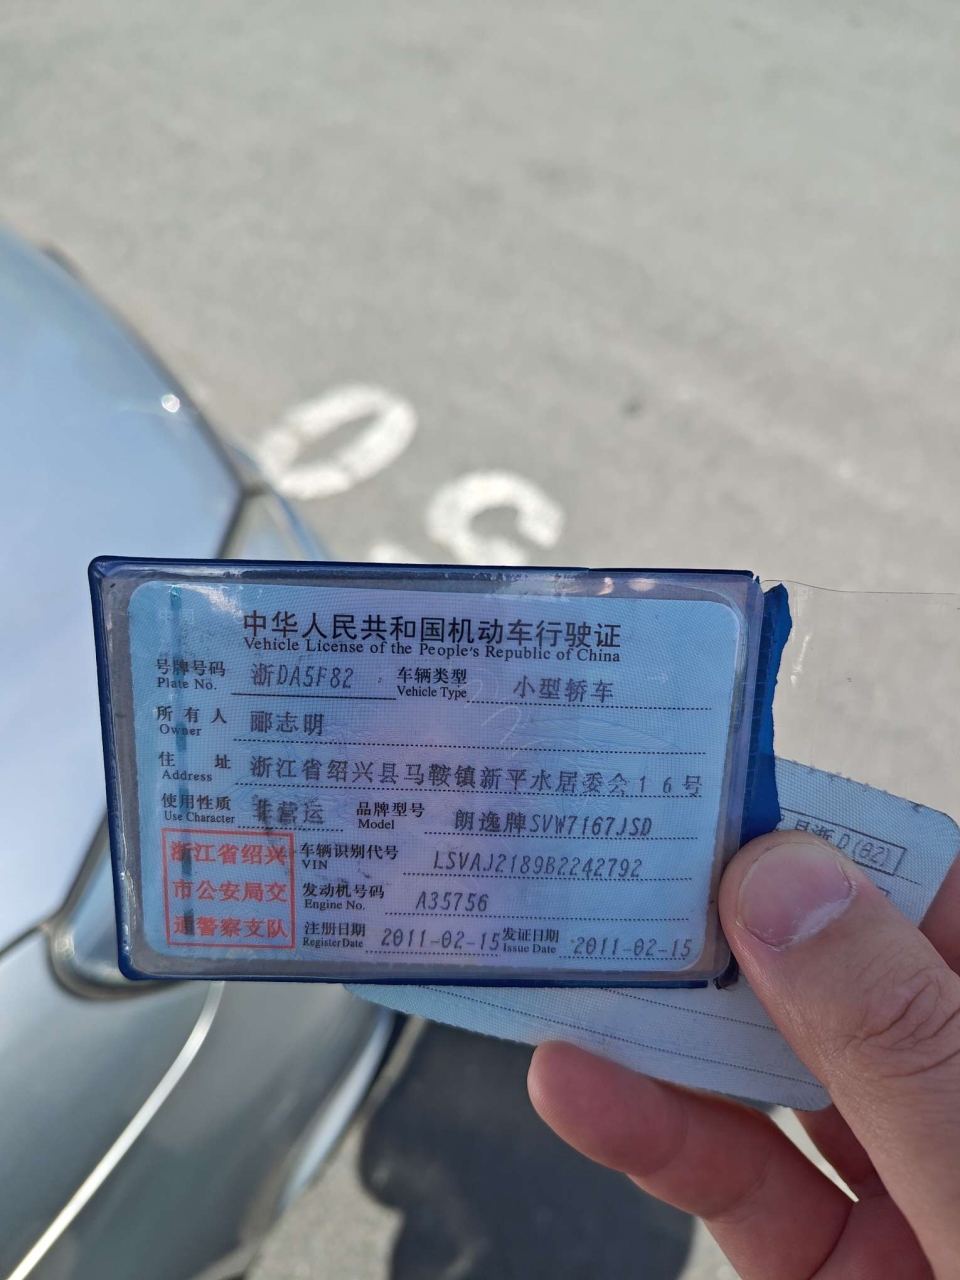 中华人民共和国机动车行驶证
Vehicle License of the People's Republic of China
号牌号码 浙DA5F82 车辆类型 小型轿车
Plate No. Vehicle Type
所有人 郦志明
Owner
住址 浙江省绍兴县马鞍镇新平水居委会16号
Address
使用性质 非营运 品牌型号 朗逸牌SVW7167JSD
Use Character Model
浙江省绍兴
市公安局交
通警察支队
车辆识别代号 LSVAJ2189B2242792
VIN
发动机号码 A35756
Engine No.
注册日期 2011-02-15 发证日期 2011-02-15
Register Date Issue Date
浙D(82)